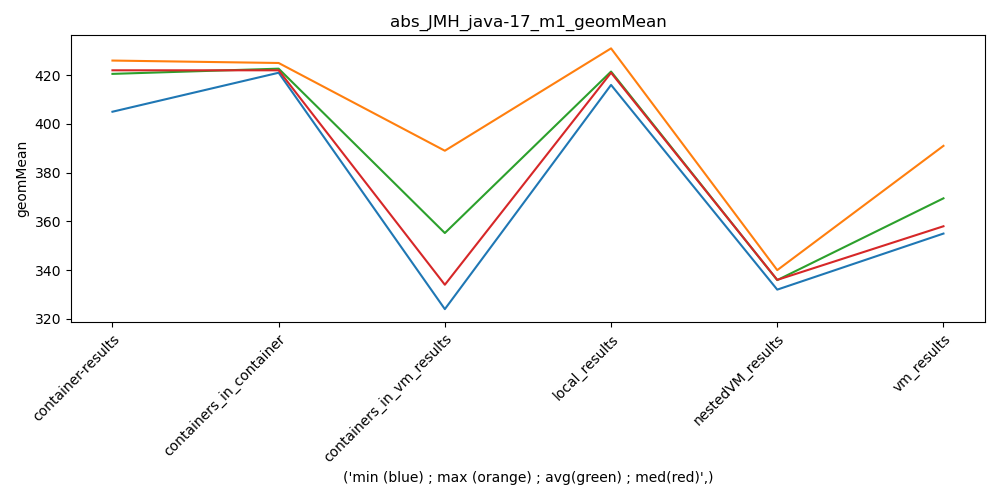 abs_JMH_java-17_m1_geomMean
geomMean
420
400
380
360
340
320
container-results
containers_in_container
containers_in_vm_results
local_results
nestedVM_results
vm_results
('min (blue) ; max (orange) ; avg(green) ; med(red)',)